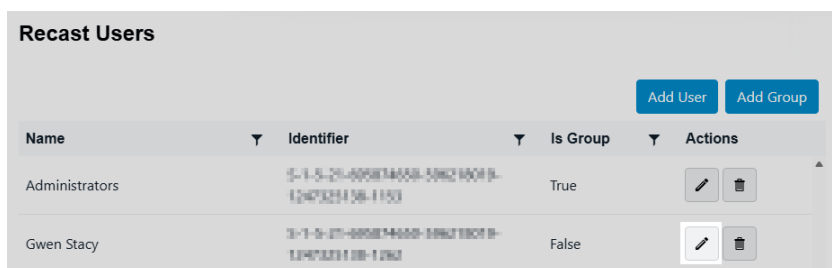 Recast Users
Add User Add Group
Name Identifier Is Group Actions
Administrators True
Gwen Stacy False